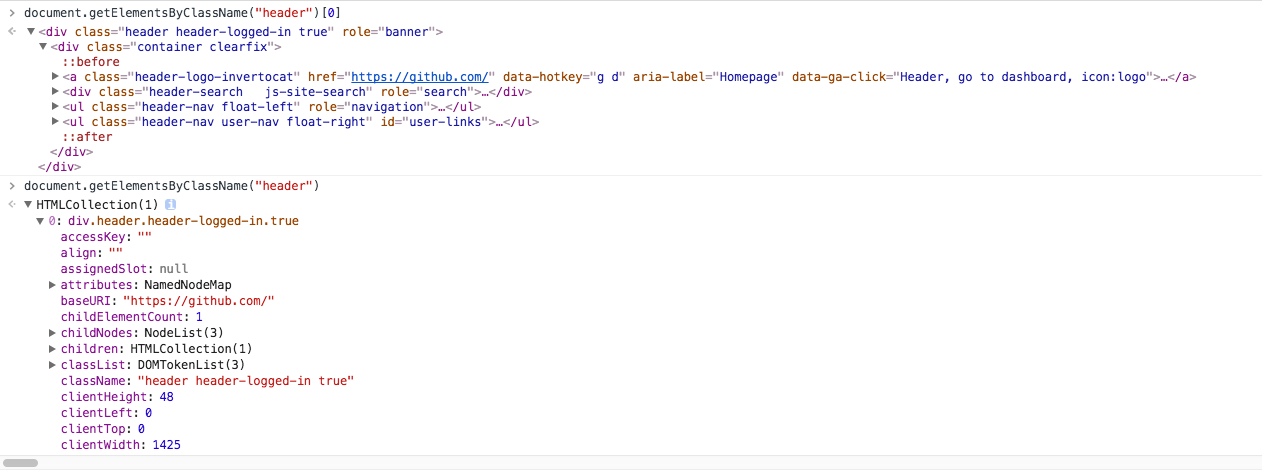 document.getElementsByClassName("header")[0]
<div class="header header-logged-in true" role="banner">
<div class="container clearfix">
::before
<a class="header-logo-invertocat" href="https://github.com/" data-hotkey="g d" aria-label="Homepage" data-ga-click="Header, go to dashboard, icon:logo">…</a>
<div class="header-search   js-site-search" role="search">…</div>
<ul class="header-nav float-left" role="navigation">…</ul>
<ul class="header-nav user-nav float-right" id="user-links">…</ul>
::after
</div>
</div>
document.getElementsByClassName("header")
HTMLCollection(1) i
0: div.header.header-logged-in.true
accessKey: ""
align: ""
assignedSlot: null
attributes: NamedNodeMap
baseURI: "https://github.com/"
childElementCount: 1
childNodes: NodeList(3)
children: HTMLCollection(1)
classList: DOMTokenList(3)
className: "header header-logged-in true"
clientHeight: 48
clientLeft: 0
clientTop: 0
clientWidth: 1425